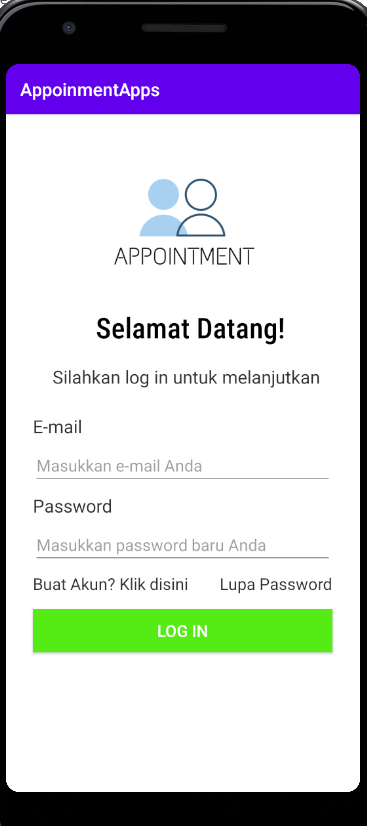 AppoinmentApps
APPOINTMENT
Selamat Datang!
Silahkan log in untuk melanjutkan
E-mail
Masukkan e-mail Anda
Password
Masukkan password baru Anda
Buat Akun? Klik disini Lupa Password
LOG IN